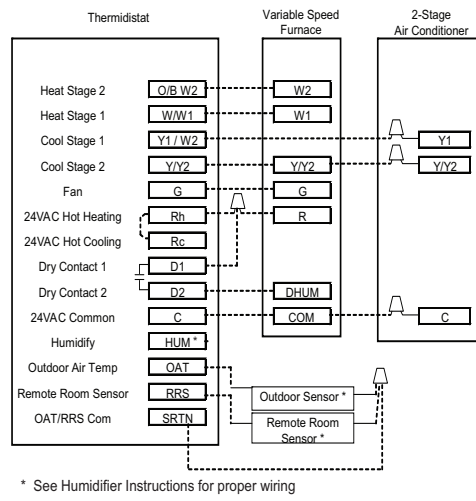 Thermidistat
Variable Speed
Furnace
2-Stage
Air Conditioner
Heat Stage 2 O/B W2 W2
Heat Stage 1 W/W1 W1
Cool Stage 1 Y1 / W2 Y1
Cool Stage 2 Y/Y2 Y/Y2 Y/Y2
Fan G G
24VAC Hot Heating Rh R
24VAC Hot Cooling Rc
Dry Contact 1 D1
Dry Contact 2 D2 DHUM
24VAC Common C COM C
Humidify HUM *
Outdoor Air Temp OAT
Remote Room Sensor RRS
OAT/RRS Com SRTN
Outdoor Sensor *
Remote Room
Sensor *
* See Humidifier Instructions for proper wiring